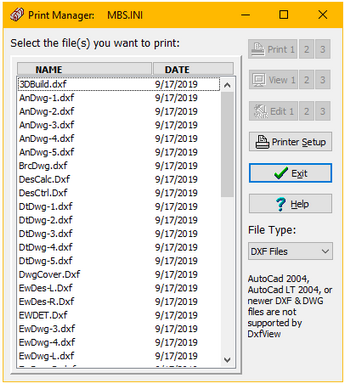 Print Manager: MBS.INI
Select the file(s) you want to print:
NAME DATE
3DBuild.dxf 9/17/2019
AnDwg-1.dxf 9/17/2019
AnDwg-2.dxf 9/17/2019
AnDwg-3.dxf 9/17/2019
AnDwg-4.dxf 9/17/2019
AnDwg-5.dxf 9/17/2019
BrcDwg.dxf 9/17/2019
DesCalc.Dxf 9/17/2019
DesCtrl.Dxf 9/17/2019
DtDwg-1.dxf 9/17/2019
DtDwg-2.dxf 9/17/2019
DtDwg-3.dxf 9/17/2019
DtDwg-4.dxf 9/17/2019
DtDwg-5.dxf 9/17/2019
DwgCover.Dxf 9/17/2019
EwDes-L.Dxf 9/17/2019
EwDes-R.Dxf 9/17/2019
EWDET.Dxf 9/17/2019
EwDwg-3.dxf 9/17/2019
EwDwg-4.dxf 9/17/2019
EwDwg-L.dxf 9/17/2019
Print 1 2 3
View 1 2 3
Edit 1 2 3
Printer Setup
Exit
Help
File Type:
DXF Files
AutoCad 2004,
AutoCad LT 2004, or
newer DXF & DWG
files are not
supported by
DxfView